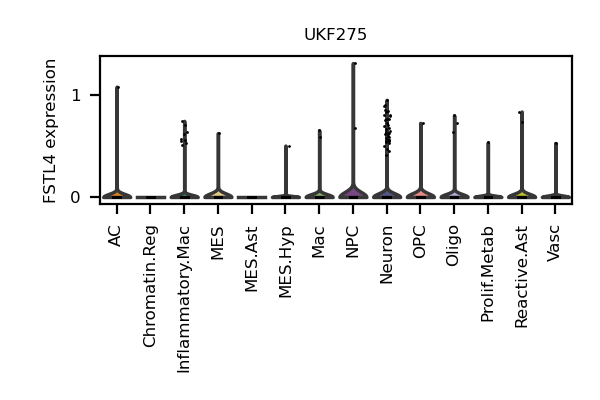 UKF275
FSTL4 expression
1
0
AC
Chromatin.Reg
Inflammatory.Mac
MES
MES.Ast
MES.Hyp
Mac
NPC
Neuron
OPC
Oligo
Prolif.Metab
Reactive.Ast
Vasc